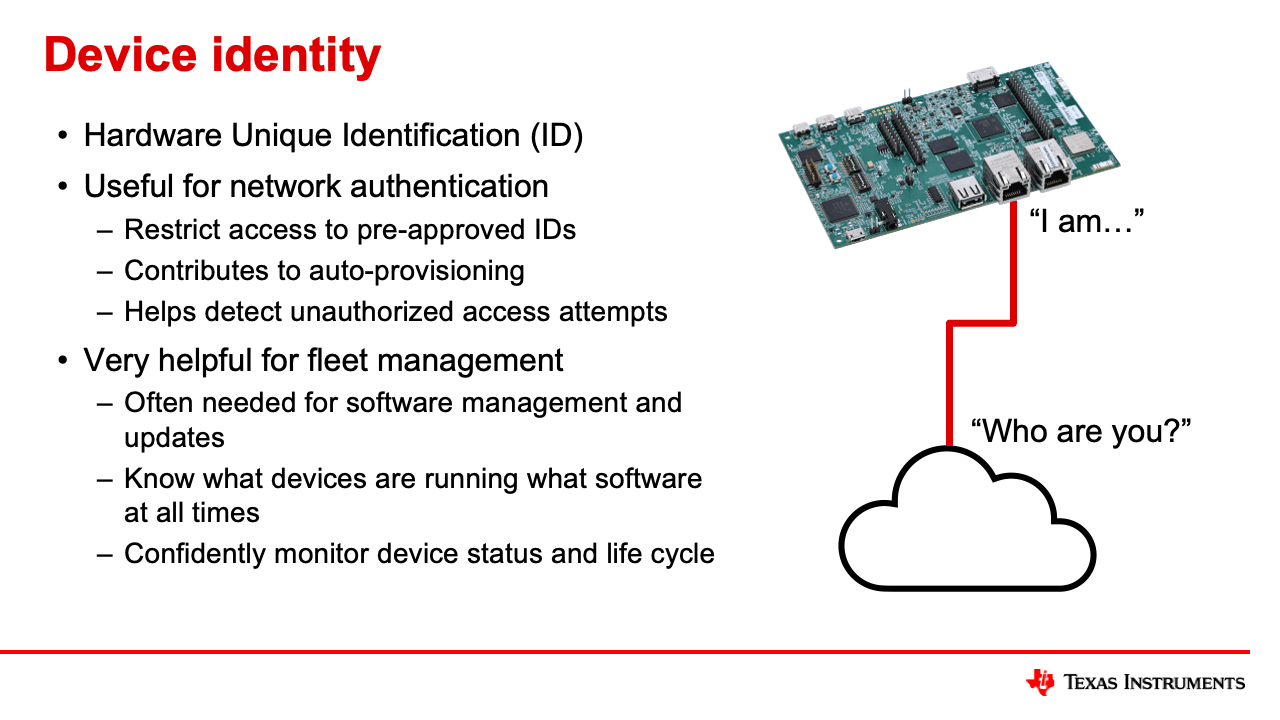 Device identity
• Hardware Unique Identification (ID)
• Useful for network authentication
– Restrict access to pre-approved IDs
– Contributes to auto-provisioning
– Helps detect unauthorized access attempts
• Very helpful for fleet management
– Often needed for software management and
updates
– Know what devices are running what software
at all times
– Confidently monitor device status and life cycle
“I am…”
“Who are you?”
TEXAS INSTRUMENTS